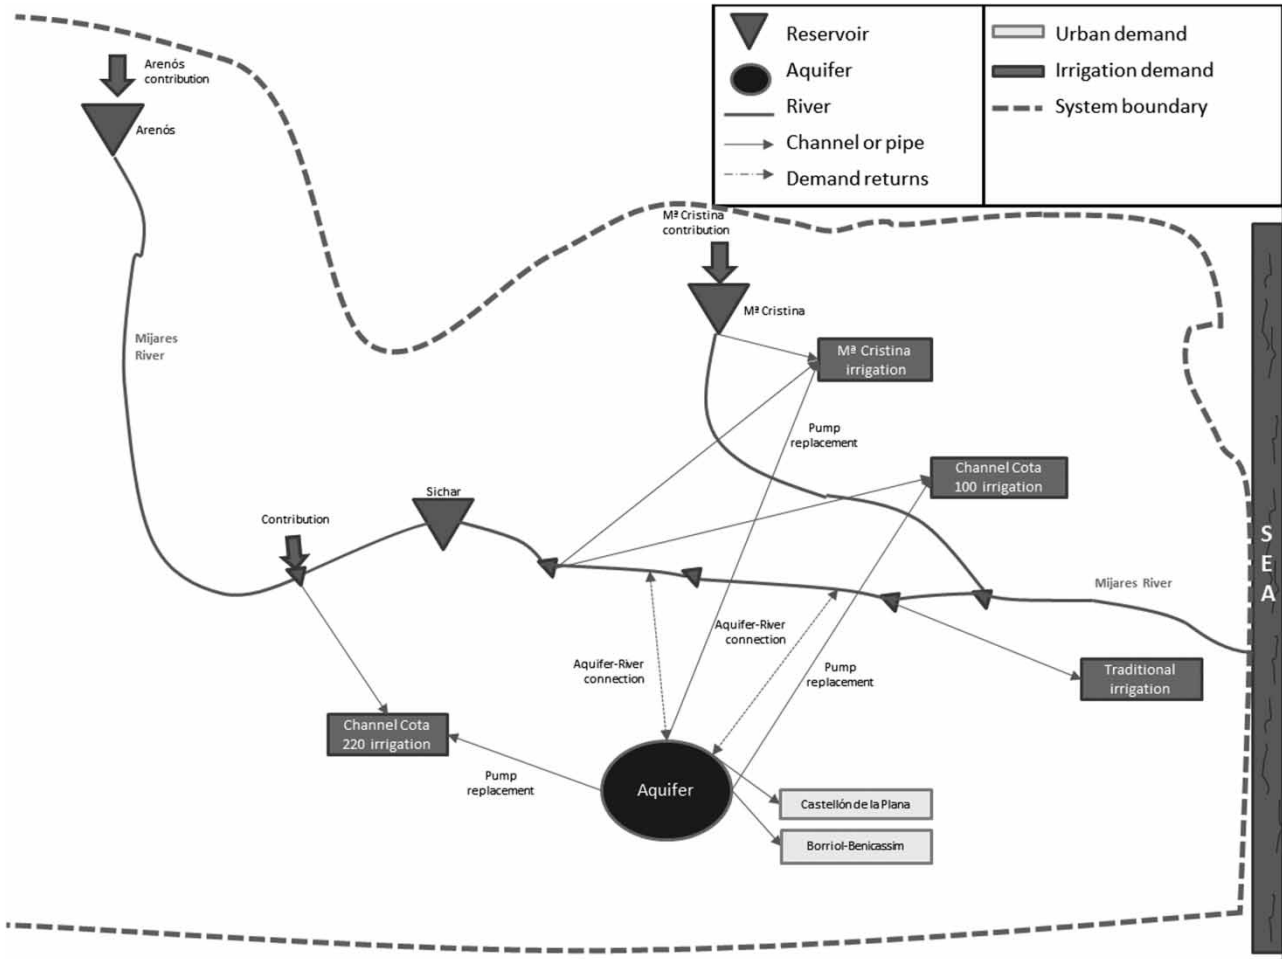 Arenós
contribution
Arenós
Reservoir
Aquifer
River
Channel or pipe
Demand returns
Urban demand
Irrigation demand
System boundary
Mª Cristina
contribution
Mª Cristina
Mijares
River
Mª Cristina
irrigation
Pump
replacement
Channel Cota
100 irrigation
Sichar
Contribution
S
E
A
Mijares River
Aquifer-River
connection
Aquifer-River
connection
Pump
replacement
Traditional
irrigation
Channel Cota
220 irrigation
Pump
replacement
Aquifer
Castellón de la Plana
Borriol-Benicassim